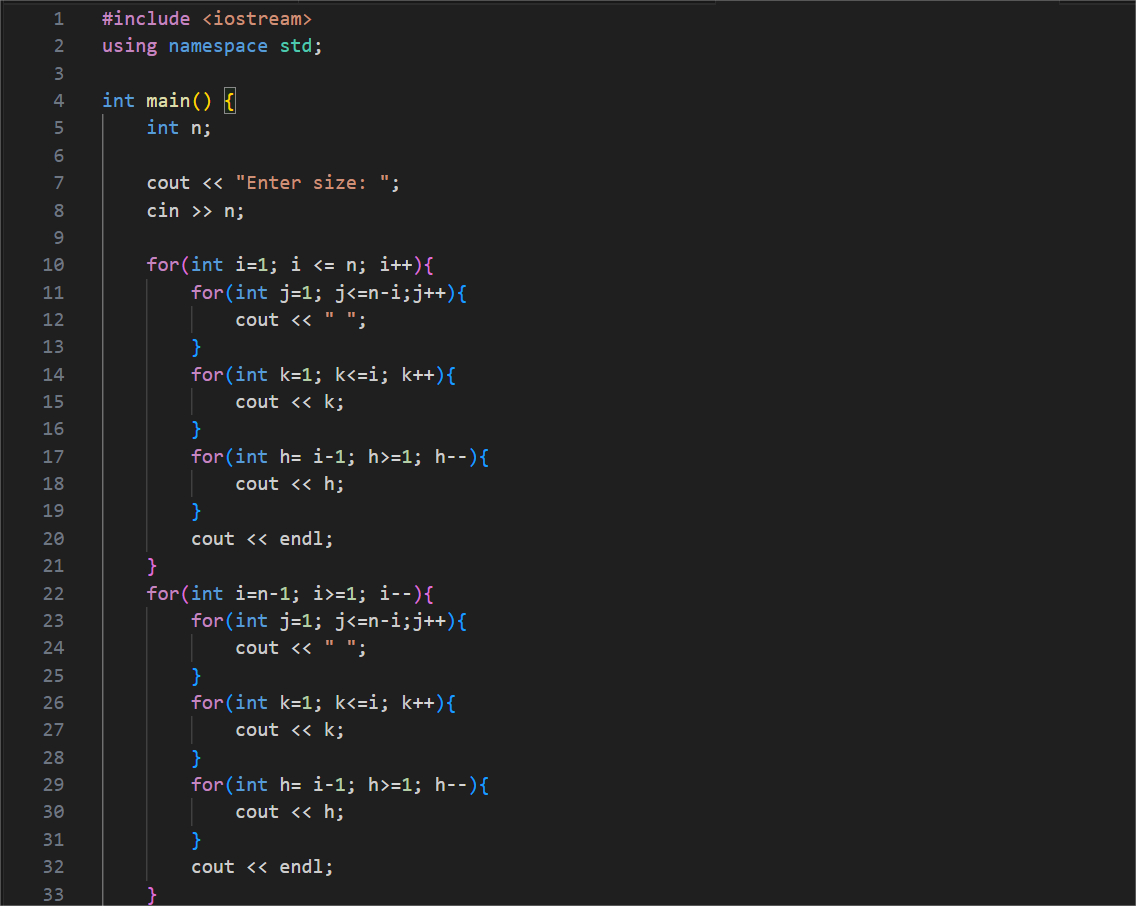 1 #include <iostream>
2 using namespace std;
3
4 int main() {
5     int n;
6
7     cout << "Enter size: ";
8     cin >> n;
9
10     for(int i=1; i <= n; i++){
11         for(int j=1; j<=n-i;j++){
12             cout << " ";
13         }
14         for(int k=1; k<=i; k++){
15             cout << k;
16         }
17         for(int h= i-1; h>=1; h--){
18             cout << h;
19         }
20         cout << endl;
21     }
22     for(int i=n-1; i>=1; i--){
23         for(int j=1; j<=n-i;j++){
24             cout << " ";
25         }
26         for(int k=1; k<=i; k++){
27             cout << k;
28         }
29         for(int h= i-1; h>=1; h--){
30             cout << h;
31         }
32         cout << endl;
33     }